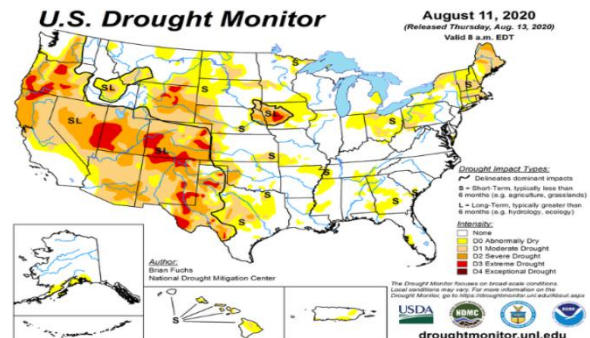 U.S. Drought Monitor
August 11, 2020
(Released Thursday, Aug. 13, 2020)
Valid 8 a.m. EDT
S
SL
S
S
SL
S
SL
S
SL
S
S
S
S
S
S
Drought Impact Types:
Delineates dominant impacts
S = Short-Term, typically less than
6 months (e.g. agriculture, grasslands)
L = Long-Term, typically greater than
6 months (e.g. hydrology, ecology)
Intensity:
None
D0 Abnormally Dry
D1 Moderate Drought
D2 Severe Drought
D3 Extreme Drought
D4 Exceptional Drought
Author:
Brian Fuchs
National Drought Mitigation Center
S
The Drought Monitor focuses on broad-scale conditions.
Local conditions may vary. For more information on the
Drought Monitor, go to https://droughtmonitor.unl.edu/About.aspx
USDA
NDMC
NOAA
droughtmonitor.unl.edu